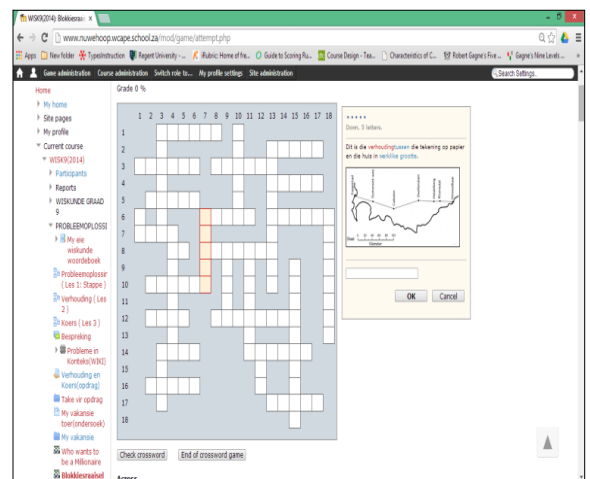 WISK9(2014): Blokkiesraai
www.nuwehoop.wcape.school.za/mod/game/attempt.php
Apps New folder Typeinstruction Regent University -... iRubric: Home of fre... Guide to Scoring Ru... Course Design - Tea... Characteristics of C... Robert Gagne's Five... Gagne's Nine Levels...
Game administration Course administration Switch role to... My profile settings Site administration Search Settings.
Home
My home
Site pages
My profile
Current course
WISK9(2014)
Participants
Reports
WISKUNDE GRAAD
9
PROBLEEMOPLOSSI
My eie
wiskunde
woordeboek
Probleemoplossir
( Les 1: Stappe )
Verhouding ( Les
2 )
Koers ( Les 3 )
Bespreking
Probleme in
Konteks(WIKI)
Verhouding en
Koers(opdrag)
Take vir opdrag
My vakansie
toer(ondersoek)
My vakansie
Who wants to
be a Millionaire
Blokkiesraaisel
Grade 0 %
1 2 3 4 5 6 7 8 9 10 11 12 13 14 15 16 17 18
1
2
3
4
5
6
7
8
9
10
11
12
13
14
15
16
17
18
Check crossword End of crossword game
Across
*****
Down, 5 letters.
Dit is die verhoudingtussen die tekening op papier
en die huis in werklike grootte.
OK Cancel